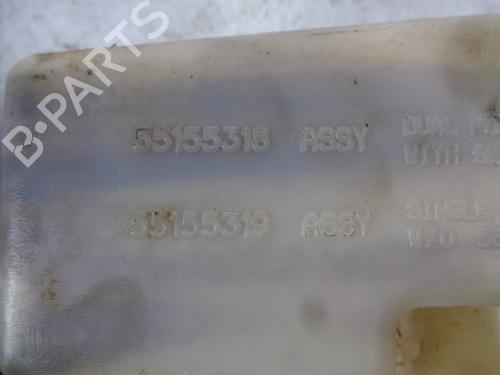 B-Parts
55155318 ASSY DUAL
WITH
55155319 ASSY SINGLE
W/O